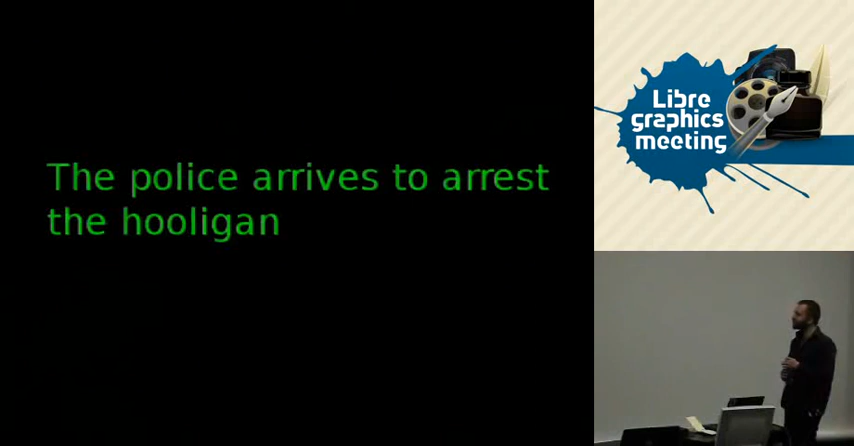 The police arrives to arrest
the hooligan
Libre
graphics
meeting